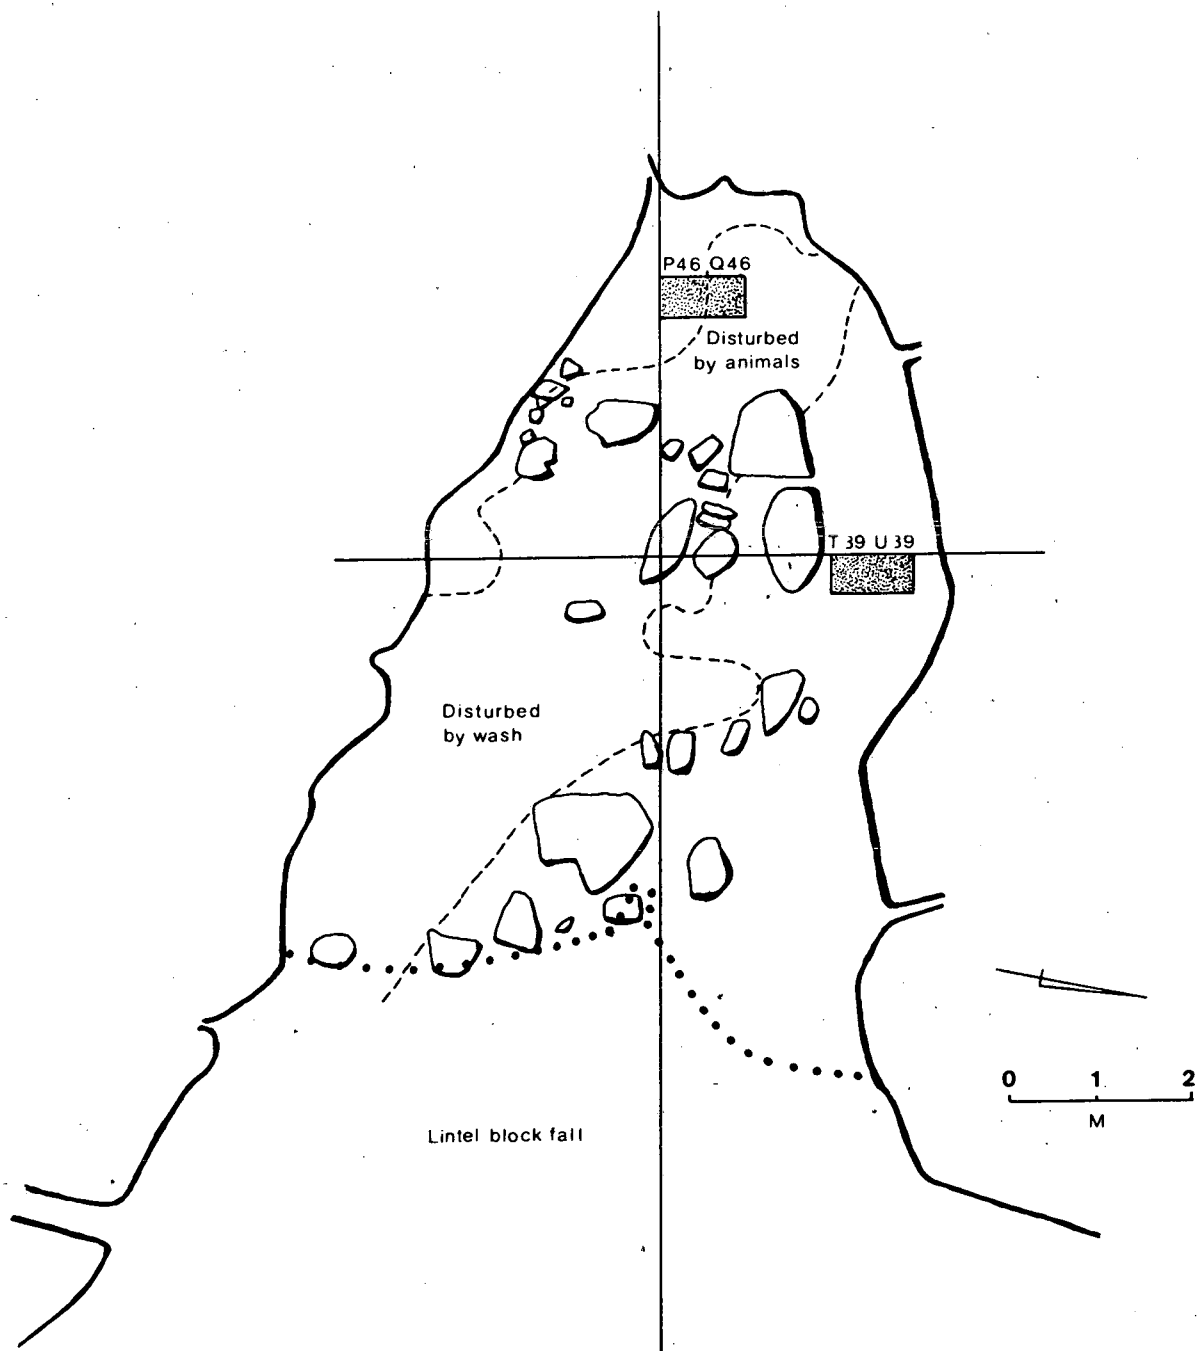 P46 Q46
Disturbed
by animals
T 39 U 39
Disturbed
by wash
0 1 2
M
Lintel block fall